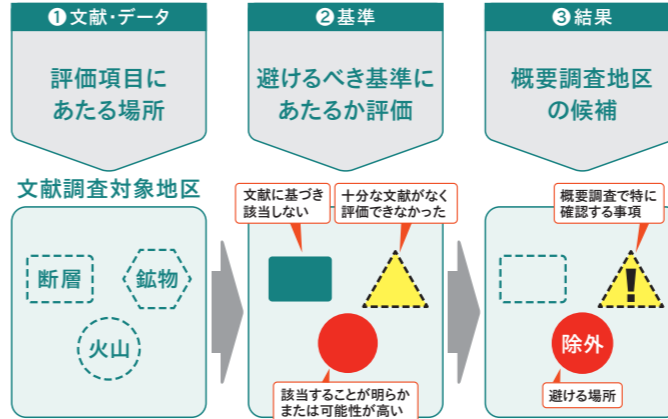 ❶文献・データ
評価項目に
あたる場所
❷基準
避けるべき基準に
あたるか評価
❸結果
概要調査地区
の候補
文献調査対象地区
断層
鉱物
火山
文献に基づき
該当しない
十分な文献がなく
評価できなかった
該当することが明らか
または可能性が高い
概要調査で特に
確認する事項
!
除外
避ける場所